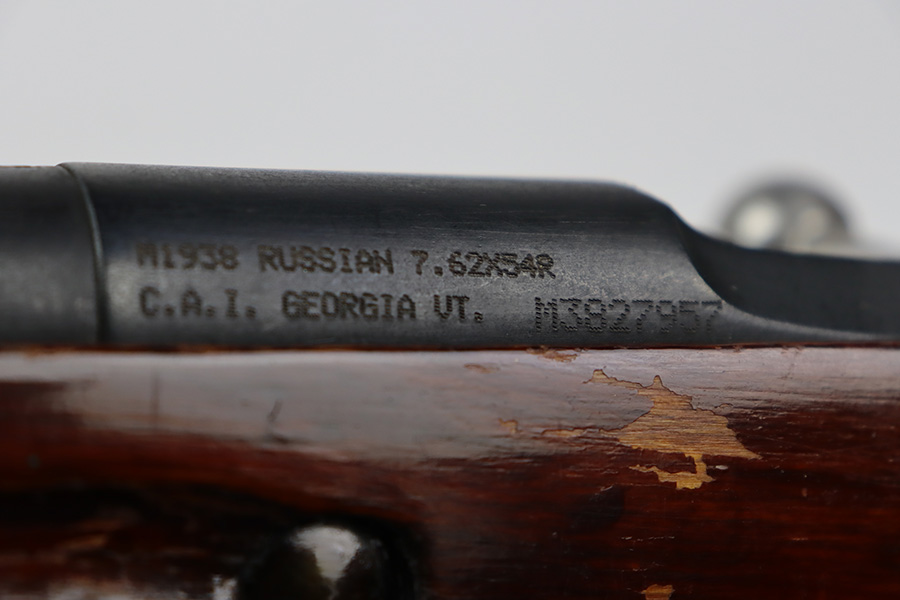 M1938 RUSSIAN 7.62X54R
C.A.I. GEORGIA VT. M3827957